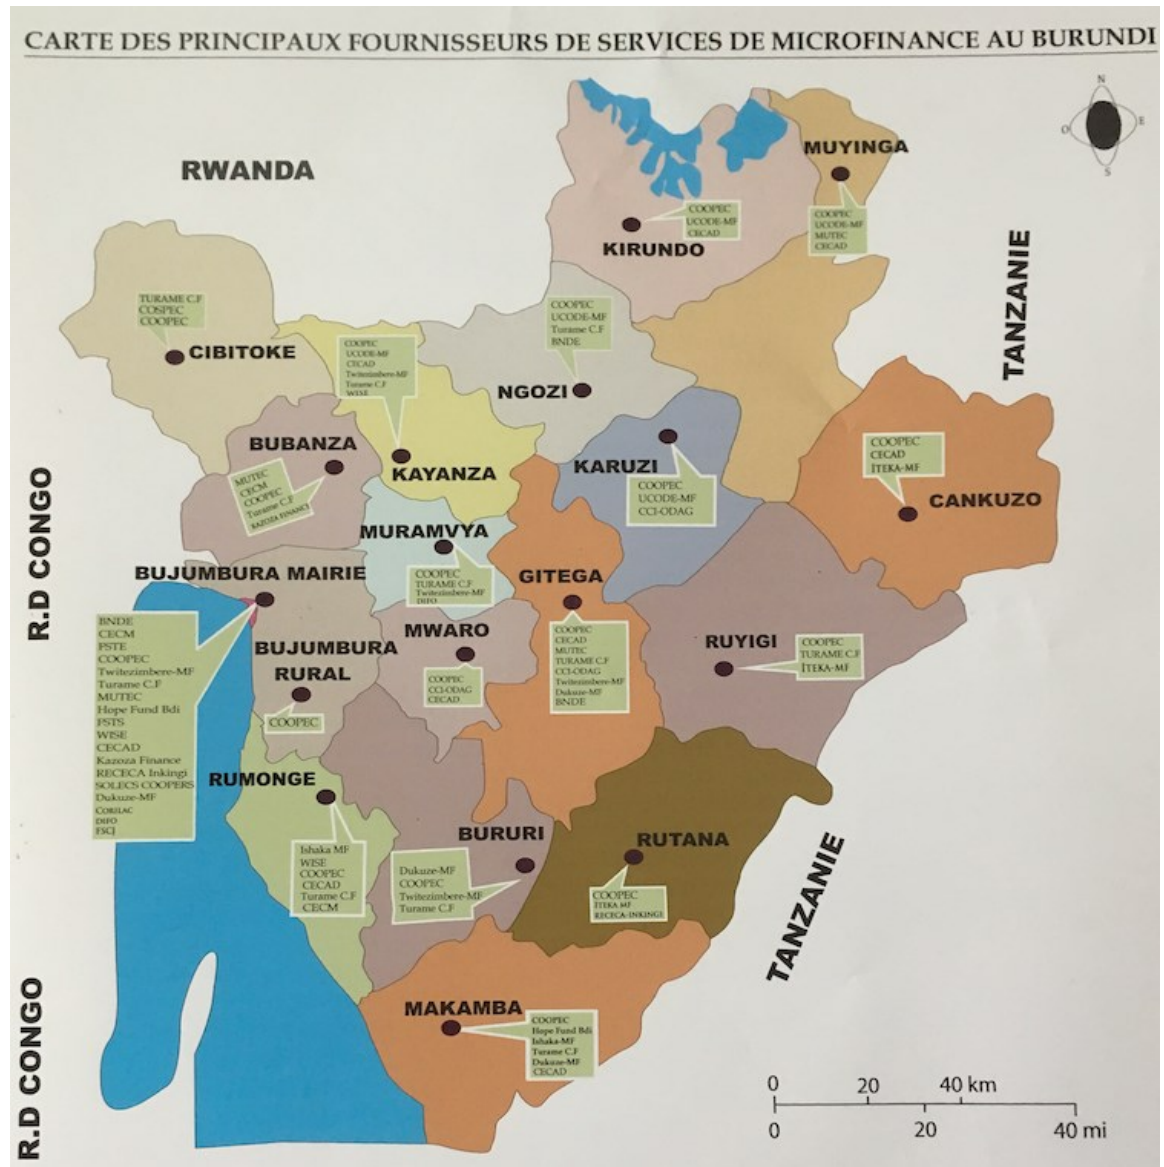 CARTE DES PRINCIPAUX FOURNISSEURS DE SERVICES DE MICROFINANCE AU BURUNDI
N
O
E
S
RWANDA
MUYINGA
COOPEC
UCODE-MF
MUTEC
CECAD
COOPEC
UCODE-MF
CECAD
KIRUNDO
TANZANIE
TURAME C.F
COSPEC
COOPEC
CIBITOKE
COOPEC
UCODE-MF
CECAD
Twitezimbere-MF
Turame C.F
WISE
KAYANZA
COOPEC
UCODE-MF
Turame C.F
BNDE
NGOZI
BUBANZA
MUTEC
CECM
COOPEC
Turame C.F
KAZOZA FINANCE
KARUZI
COOPEC
UCODE-MF
CCI-ODAG
COOPEC
CECAD
ITEKA-MF
CANKUZO
R.D CONGO
MURAMVYA
COOPEC
TURAME C.F
Twitezimbere-MF
DIFO
BUJUMBURA MAIRIE
BNDE
CECM
FSTE
COOPEC
Twitezimbere-MF
Turame C.F
MUTEC
Hope Fund Bdi
FSTS
WISE
CECAD
Kazoza Finance
RECECA Inkingi
SOLECS COOPERS
Dukuze-MF
CORILAC
DIFO
FSCJ
GITEGA
COOPEC
CECAD
MUTEC
TURAME C.F
CCI-ODAG
Twitezimbere-MF
Dukuze-MF
BNDE
MWARO
COOPEC
CCI-ODAG
CECAD
BUJUMBURA
RURAL
COOPEC
RUYIGI
COOPEC
TURAME C.F
ITEKA-MF
RUMONGE
Ishaka MF
WISE
COOPEC
CECAD
Turame C.F
CECM
BURURI
Dukuze-MF
COOPEC
Twitezimbere-MF
Turame C.F
RUTANA
COOPEC
ITEKA MF
RECECA-INKINGI
TANZANIE
R.D CONGO
MAKAMBA
COOPEC
Hope Fund Bdi
Ishaka-MF
Turame C.F
Dukuze-MF
CECAD
0 20 40 km
0 20 40 mi